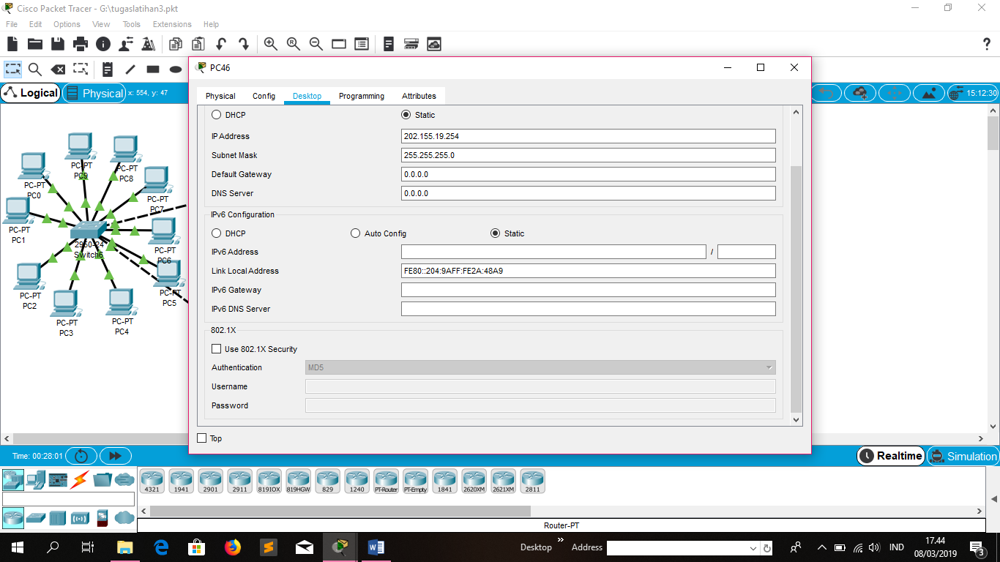 Cisco Packet Tracer - G:\tugaslatihan3.pkt
File Edit Options View Tools Extensions Help
?
PC46
Logical Physical x: 554, y: 47
15:12:30
Physical Config Desktop Programming Attributes
DHCP Static
IP Address 202.155.19.254
Subnet Mask 255.255.255.0
Default Gateway 0.0.0.0
DNS Server 0.0.0.0
IPv6 Configuration
DHCP Auto Config Static
IPv6 Address /
Link Local Address FE80::204:9AFF:FE2A:48A9
IPv6 Gateway
IPv6 DNS Server
802.1X
Use 802.1X Security
Authentication MD5
Username
Password
Top
PC-PT
PC9
PC-PT
PC8
PC-PT
PC0
PC-PT
PC7
PC-PT
PC1
2960-24
Switch6
PC-PT
PC6
PC-PT
PC2
PC-PT
PC5
PC-PT
PC3
PC-PT
PC4
Time: 00:28:01
Realtime Simulation
4321 1941 2901 2911 819IOX 819HGW 829 1240 PT-Router PT-Empty 1841 2620XM 2621XM 2811
Router-PT
Desktop » Address
IND
17.44
08/03/2019
3